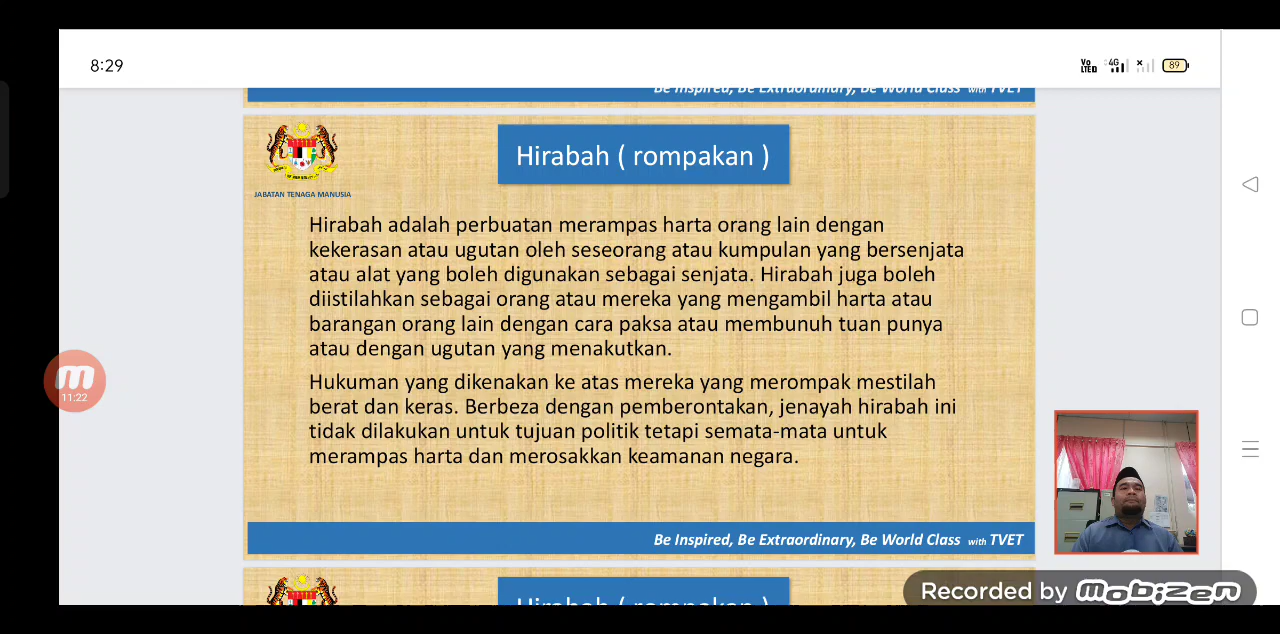 8:29
Vo
LTED
4G
89
Be Inspired, Be Extraordinary, Be World Class with TVET
Hirabah ( rompakan )
JABATAN TENAGA MANUSIA
Hirabah adalah perbuatan merampas harta orang lain dengan
kekerasan atau ugutan oleh seseorang atau kumpulan yang bersenjata
atau alat yang boleh digunakan sebagai senjata. Hirabah juga boleh
diistilahkan sebagai orang atau mereka yang mengambil harta atau
barangan orang lain dengan cara paksa atau membunuh tuan punya
atau dengan ugutan yang menakutkan.
11:22
Hukuman yang dikenakan ke atas mereka yang merompak mestilah
berat dan keras. Berbeza dengan pemberontakan, jenayah hirabah ini
tidak dilakukan untuk tujuan politik tetapi semata-mata untuk
merampas harta dan merosakkan keamanan negara.
Be Inspired, Be Extraordinary, Be World Class with TVET
Hirabah ( rompakan )
Recorded by mobizen